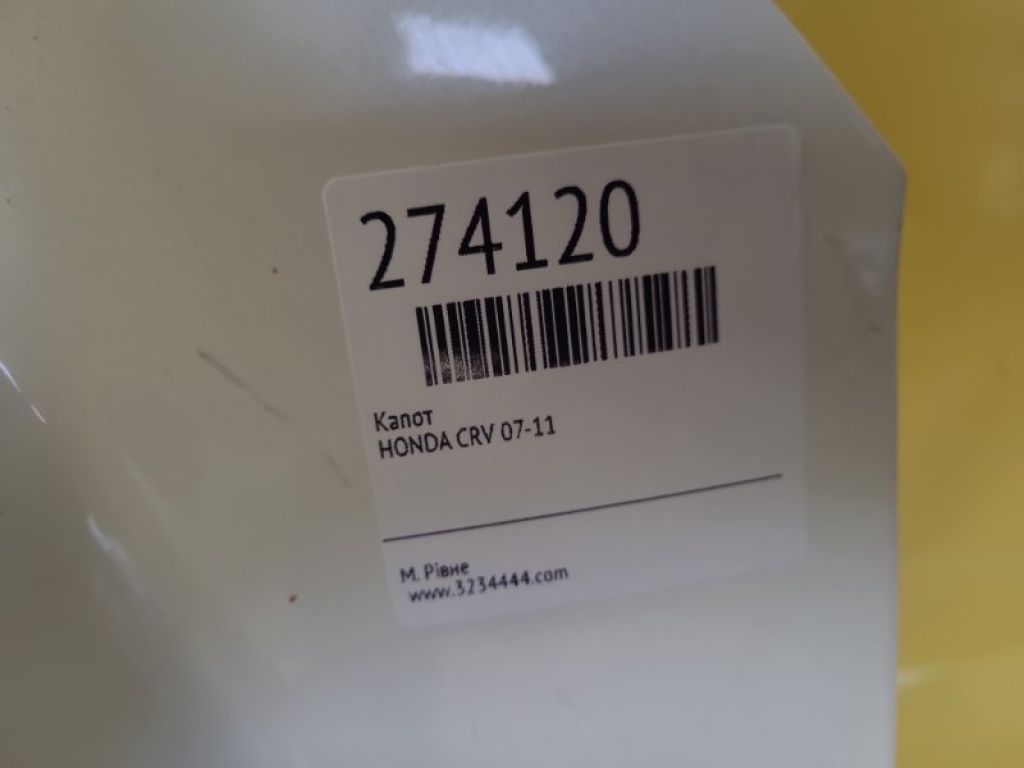 274120
Капот
HONDA CRV 07-11
М. Рівне
www.3234444.com